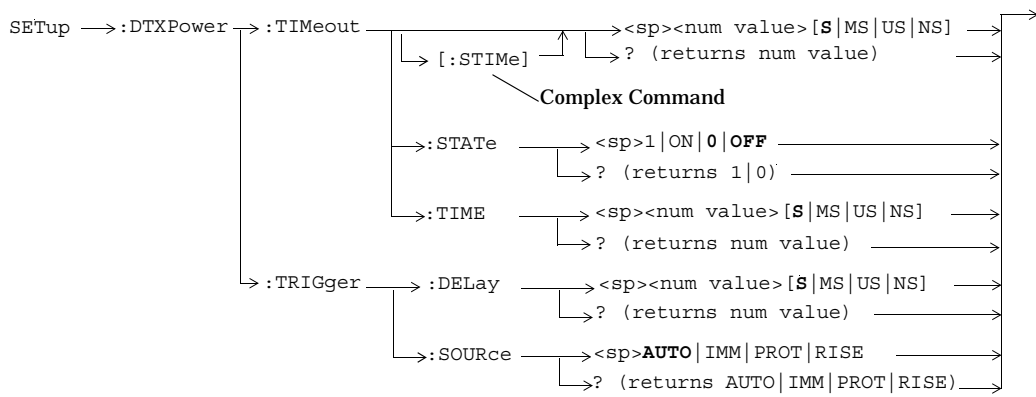 SETup :DTXPower :TIMeout <sp><num value>[S|MS|US|NS]
[:STIMe] ? (returns num value)
Complex Command
:STATe <sp>1|ON|0|OFF
? (returns 1|0)
:TIME <sp><num value>[S|MS|US|NS]
? (returns num value)
:TRIGger :DELay <sp><num value>[S|MS|US|NS]
? (returns num value)
:SOURce <sp>AUTO|IMM|PROT|RISE
? (returns AUTO|IMM|PROT|RISE)